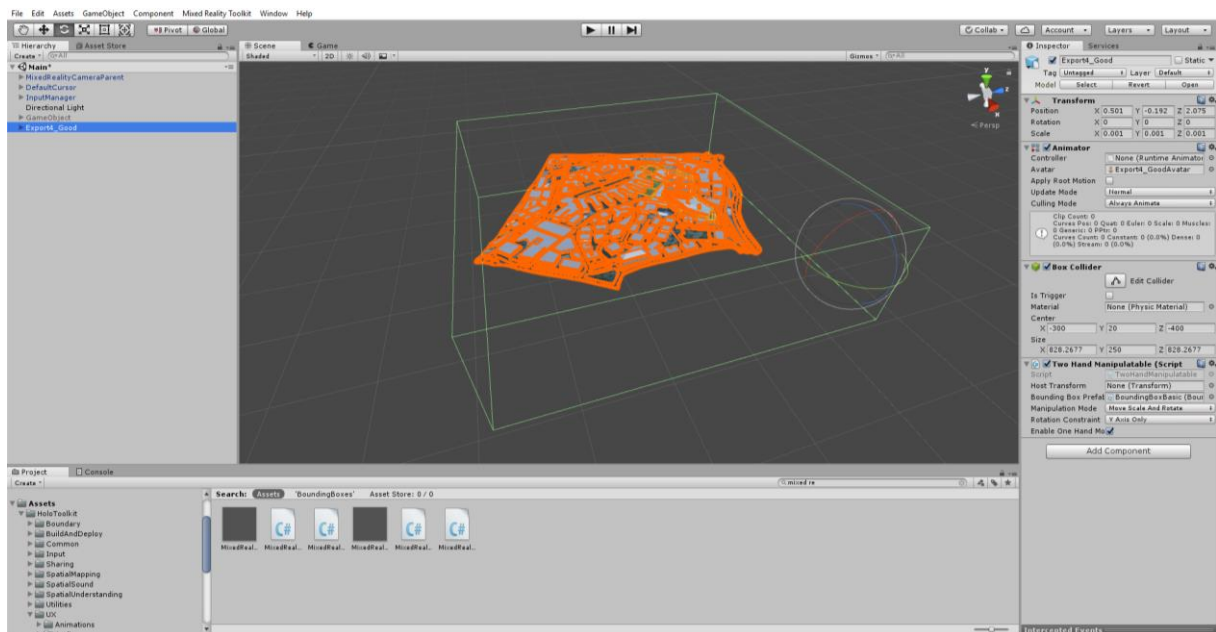 File Edit Assets GameObject Component Mixed Reality Toolkit Window Help
Pivot Global Collab Account Layers Layout
Hierarchy Asset Store
Create All
Main*
MixedRealityCameraParent
DefaultCursor
InputManager
Directional Light
GameObject
Export4_Good
Scene Game
Shaded 2D Gizmos All
y
z
x
Persp
Inspector Services
Export4_Good Static
Tag Untagged Layer Default
Model Select Revert Open
Transform
Position X 0.501 Y -0.192 Z 2.075
Rotation X 0 Y 0 Z 0
Scale X 0.001 Y 0.001 Z 0.001
Animator
Controller None (Runtime Animator
Avatar Export4_GoodAvatar
Apply Root Motion
Update Mode Normal
Culling Mode Always Animate
Clip Count: 0
Curves Pos: 0 Quat: 0 Euler: 0 Scale: 0 Muscles:
0 Generic: 0 PPtr: 0
Curves Count: 0 Constant: 0 (0.0%) Dense: 0
(0.0%) Stream: 0 (0.0%)
Box Collider
Edit Collider
Is Trigger
Material None (Physic Material)
Center
X -300 Y 20 Z -400
Size
X 828.2677 Y 250 Z 828.2677
Two Hand Manipulatable (Script
Script TwoHandManipulatable
Host Transform None (Transform)
Bounding Box Prefab BoundingBoxBasic (Bour
Manipulation Mode Move Scale And Rotate
Rotation Constraint Y Axis Only
Enable One Hand Mo
Add Component
Intercepted Events
Project Console
Create mixed re
Search: Assets 'BoundingBoxes' Asset Store: 0 / 0
Assets
HoloToolkit
Boundary
BuildAndDeploy
Common
Input
Sharing
SpatialMapping
SpatialSound
SpatialUnderstanding
Utilities
UX
Animations
C# C# C# C#
MixedReal... MixedReal... MixedReal... MixedReal... MixedReal... MixedReal...